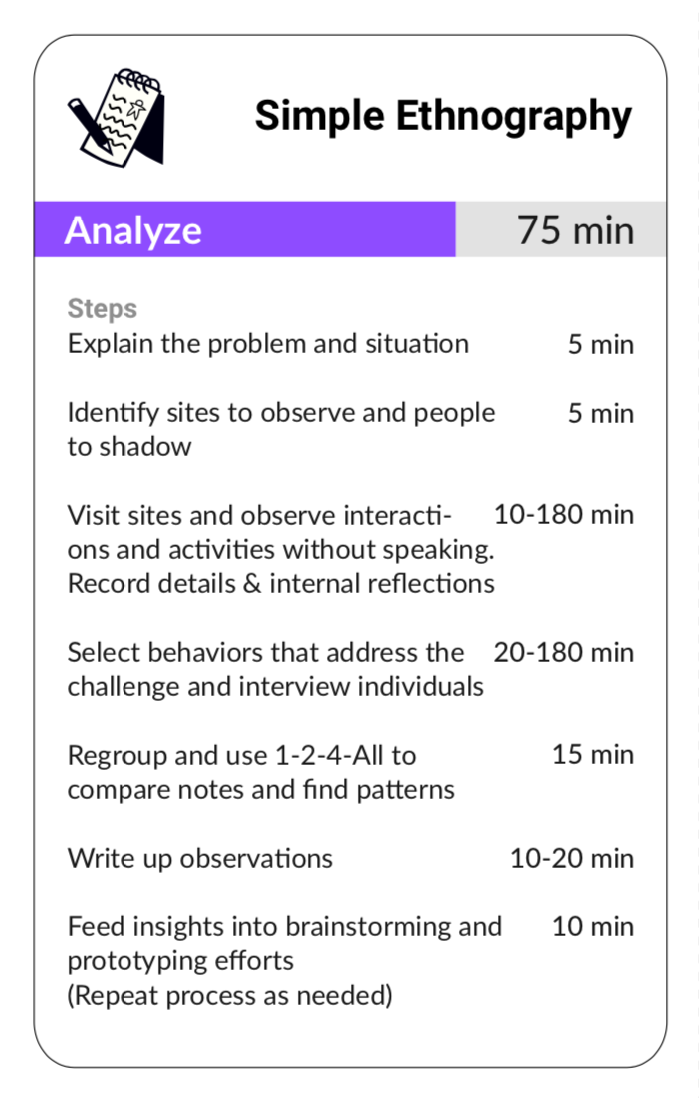 Simple Ethnography
Analyze 75 min
Steps
Explain the problem and situation 5 min
Identify sites to observe and people 5 min
to shadow
Visit sites and observe interacti- 10-180 min
ons and activities without speaking.
Record details & internal reflections
Select behaviors that address the 20-180 min
challenge and interview individuals
Regroup and use 1-2-4-All to 15 min
compare notes and find patterns
Write up observations 10-20 min
Feed insights into brainstorming and 10 min
prototyping efforts
(Repeat process as needed)